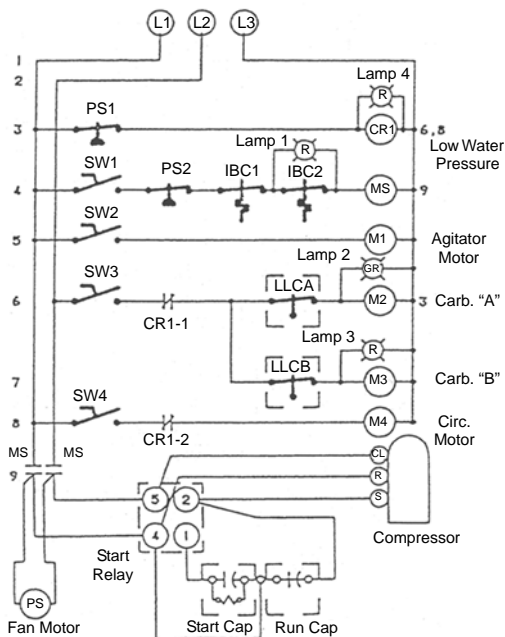 L1 L2 L3
1
2
Lamp 4
R
PS1
3 CR1 6,8
Low Water
Pressure
Lamp 1
SW1
R
PS2 IBC1 IBC2
4 MS 9
SW2
5 M1 Agitator
Motor
Lamp 2
SW3
GR
LLCA
6 M2 3 Carb. “A”
CR1-1
Lamp 3
R
LLCB
7 M3 Carb. “B”
SW4
8 M4 Circ.
Motor
CR1-2
MS MS
CL
9
R
5 2 S
4 1
Compressor
Start
Relay
PS
Fan Motor
Start Cap Run Cap